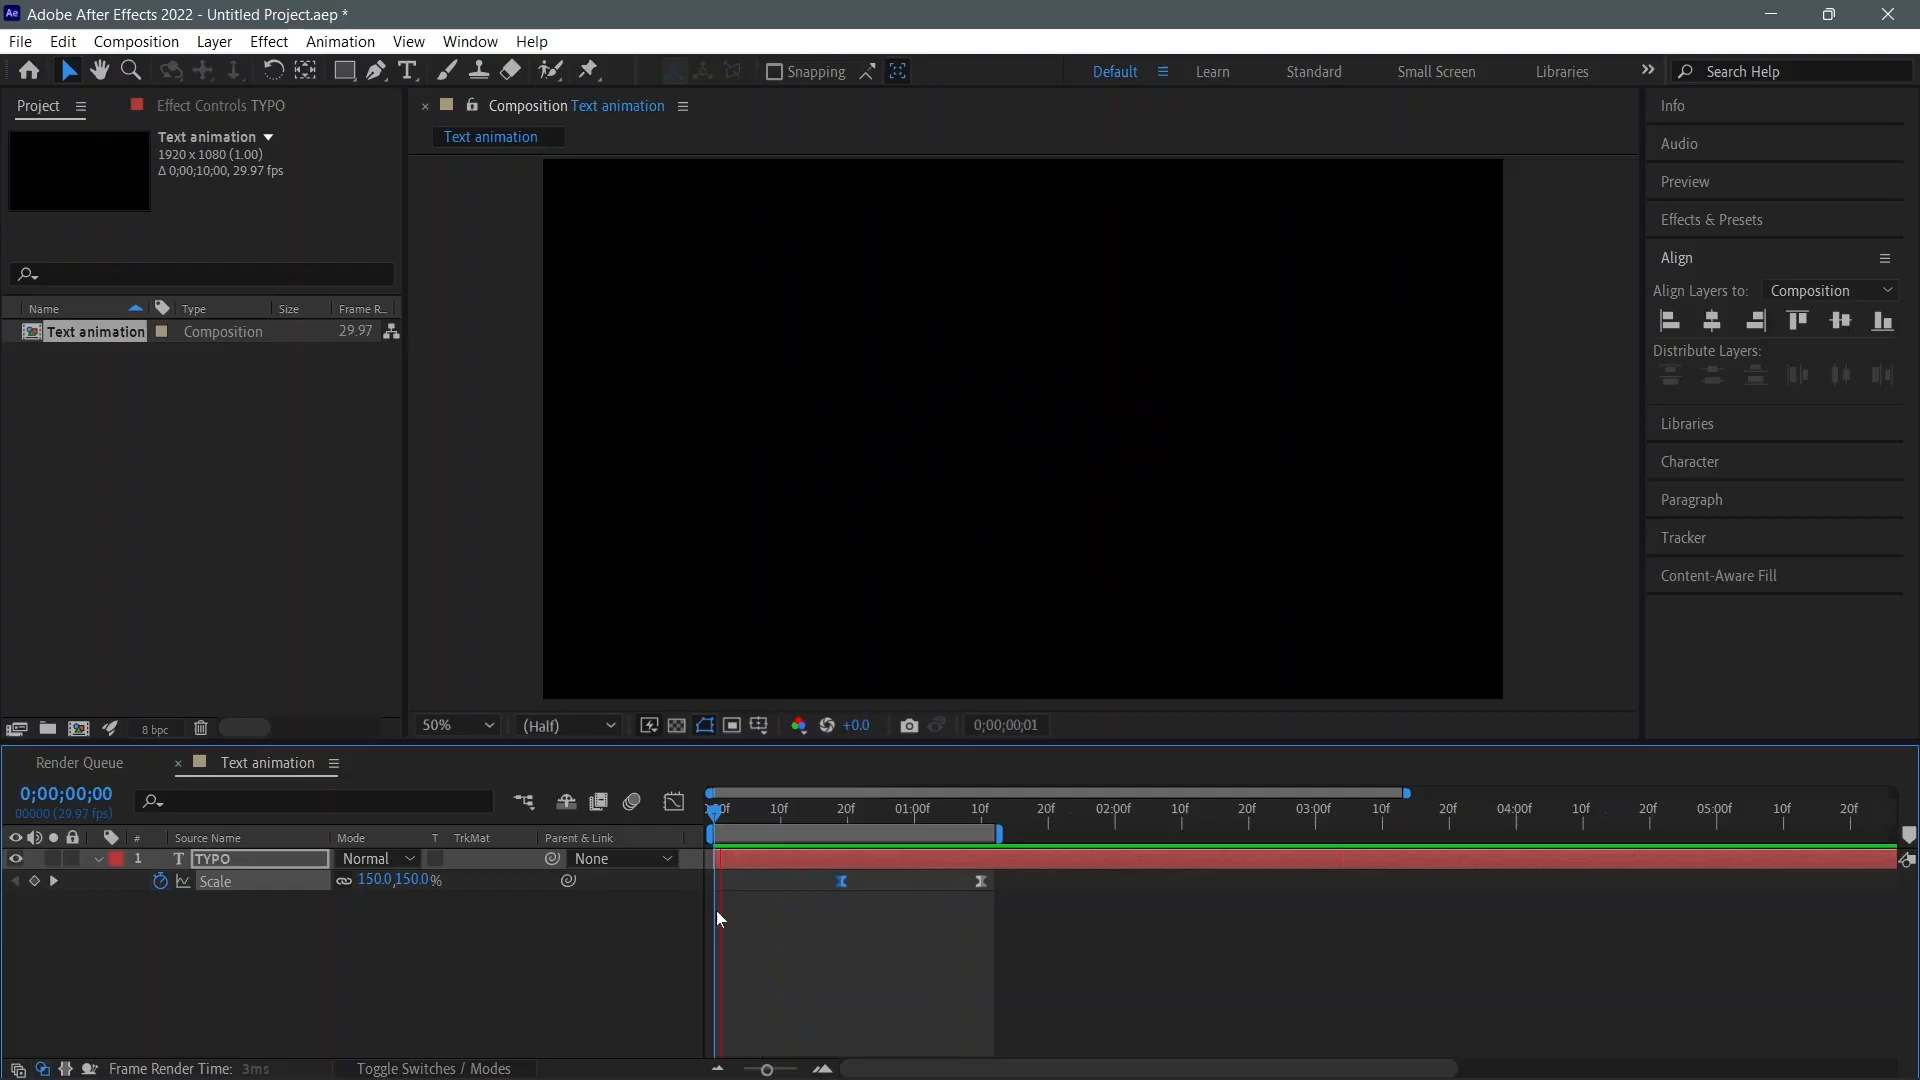 Ae Adobe After Effects 2022 - Untitled Project.aep *
File Edit Composition Layer Effect Animation View Window Help
Snapping Default Learn Standard Small Screen Libraries Search Help
Project Effect Controls TYPO
Composition Text animation
Info
Text animation
1920 x 1080 (1.00)
Δ 0;00;10;00, 29.97 fps
Text animation
Audio
Preview
Effects & Presets
Align
Align Layers to: Composition
Name Type Size Frame R...
Text animation Composition 29.97
Distribute Layers:
Libraries
Character
Paragraph
Tracker
Content-Aware Fill
8 bpc
50% (Half) +0.0 0;00;00;01
Render Queue Text animation
0;00;00;00
00000 (29.97 fps)
10f 20f 01:00f 10f 20f 02:00f 10f 20f 03:00f 10f 20f 04:00f 10f 20f 05:00f 10f 20f
# Source Name Mode T TrkMat Parent & Link
1 T TYPO Normal None
Scale 150.0,150.0%
Frame Render Time: 3ms Toggle Switches / Modes